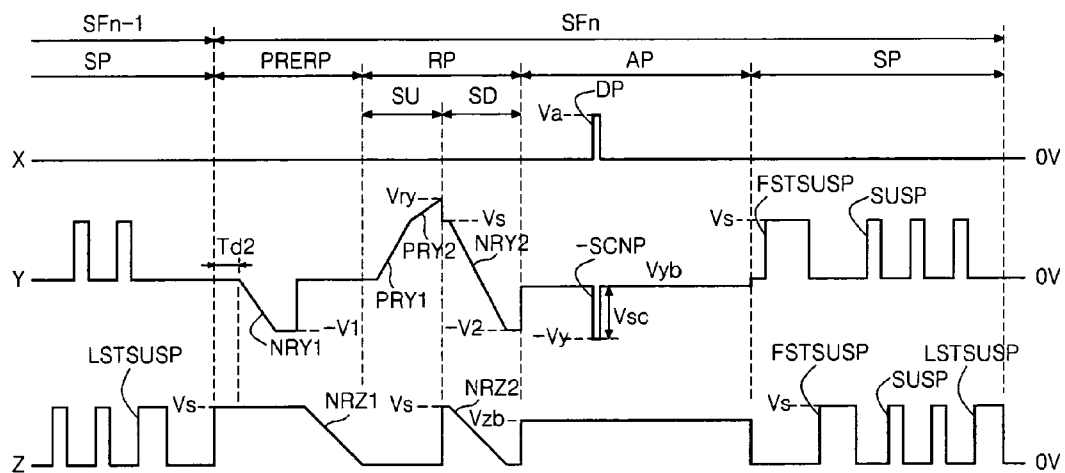 SFn-1 SFn
SP PRERP RP AP SP
SU SD DP
Va
X 0V
Vry FSTSUSP SUSP
Vs Vs
Td2 PRY2 NRY2 -SCNP
Y Vyb 0V
PRY1 Vsc
NRY1 -V1 -V2 -Vy
LSTSUSP FSTSUSP LSTSUSP
NRZ2 SUSP
Vs NRZ1 Vs Vzb Vs
Z 0V